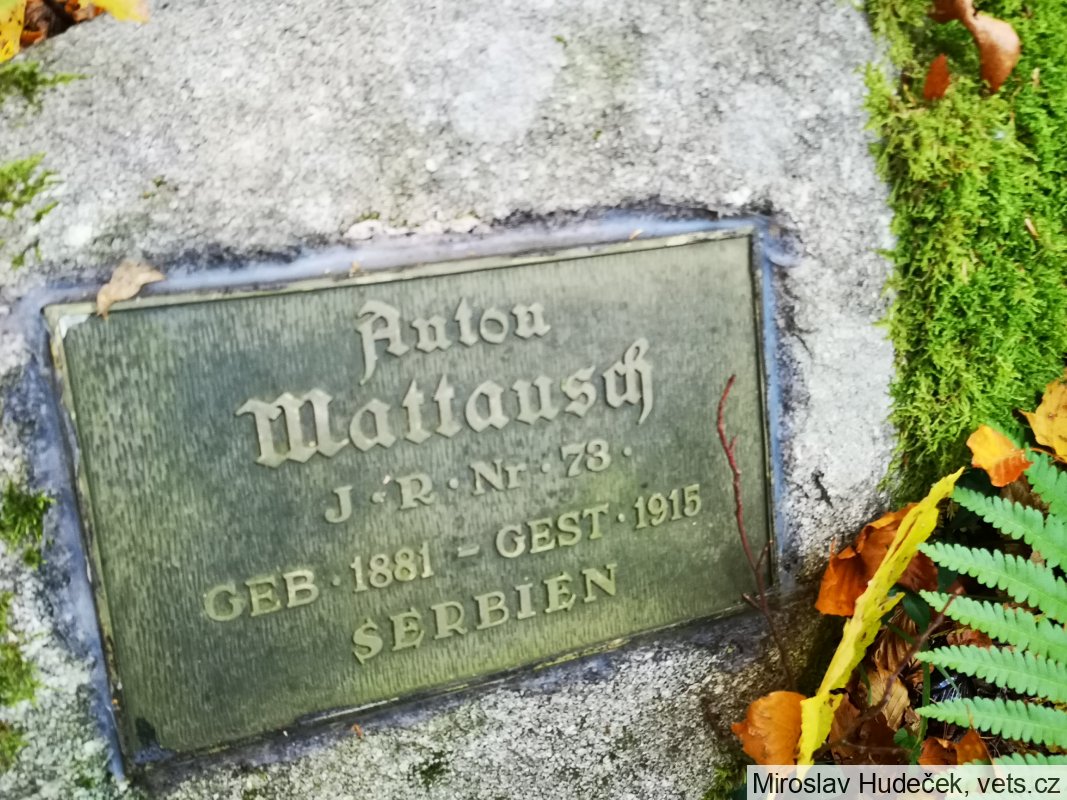 Anton
Mattausch
J · R · Nr · 73 ·
GEB · 1881 – GEST · 1915
SERBIEN
Miroslav Hudeček, vets.cz